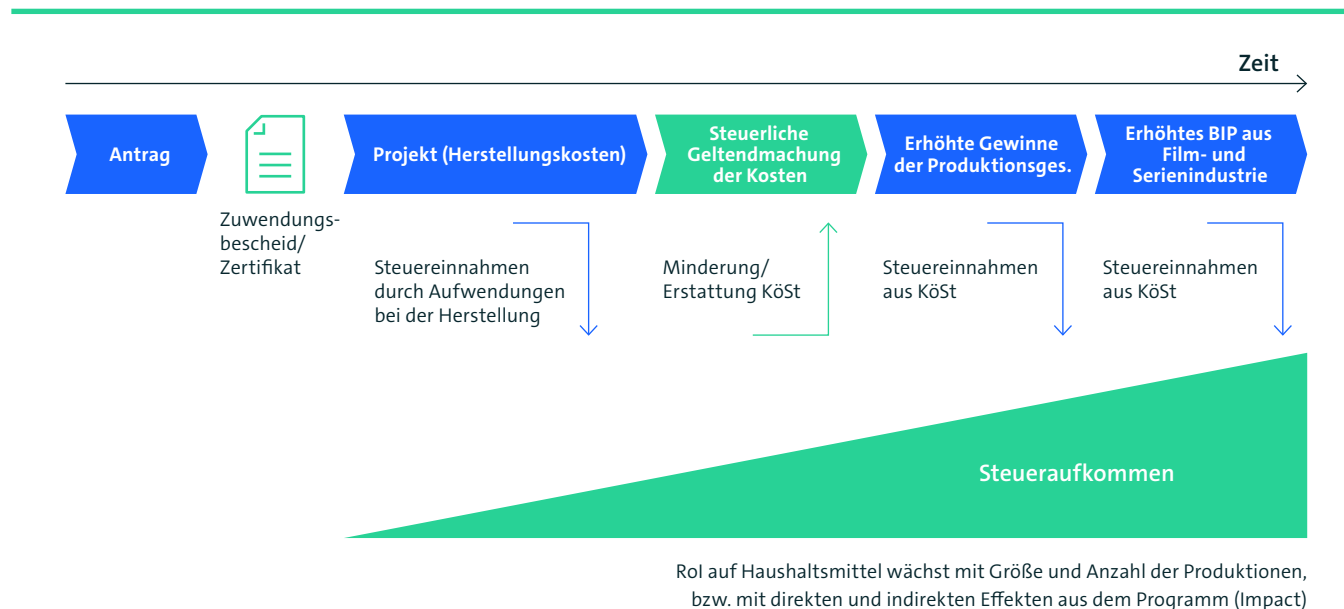 Zeit
Antrag
Zuwendungs-
bescheid/
Zertifikat
Projekt (Herstellungskosten)
Steuerliche
Geltendmachung
der Kosten
Erhöhte Gewinne
der Produktionsges.
Erhöhtes BIP aus
Film- und
Serienindustrie
Steuereinnahmen
durch Aufwendungen
bei der Herstellung
Minderung/
Erstattung KöSt
Steuereinnahmen
aus KöSt
Steuereinnahmen
aus KöSt
Steueraufkommen
RoI auf Haushaltsmittel wächst mit Größe und Anzahl der Produktionen,
bzw. mit direkten und indirekten Effekten aus dem Programm (Impact)